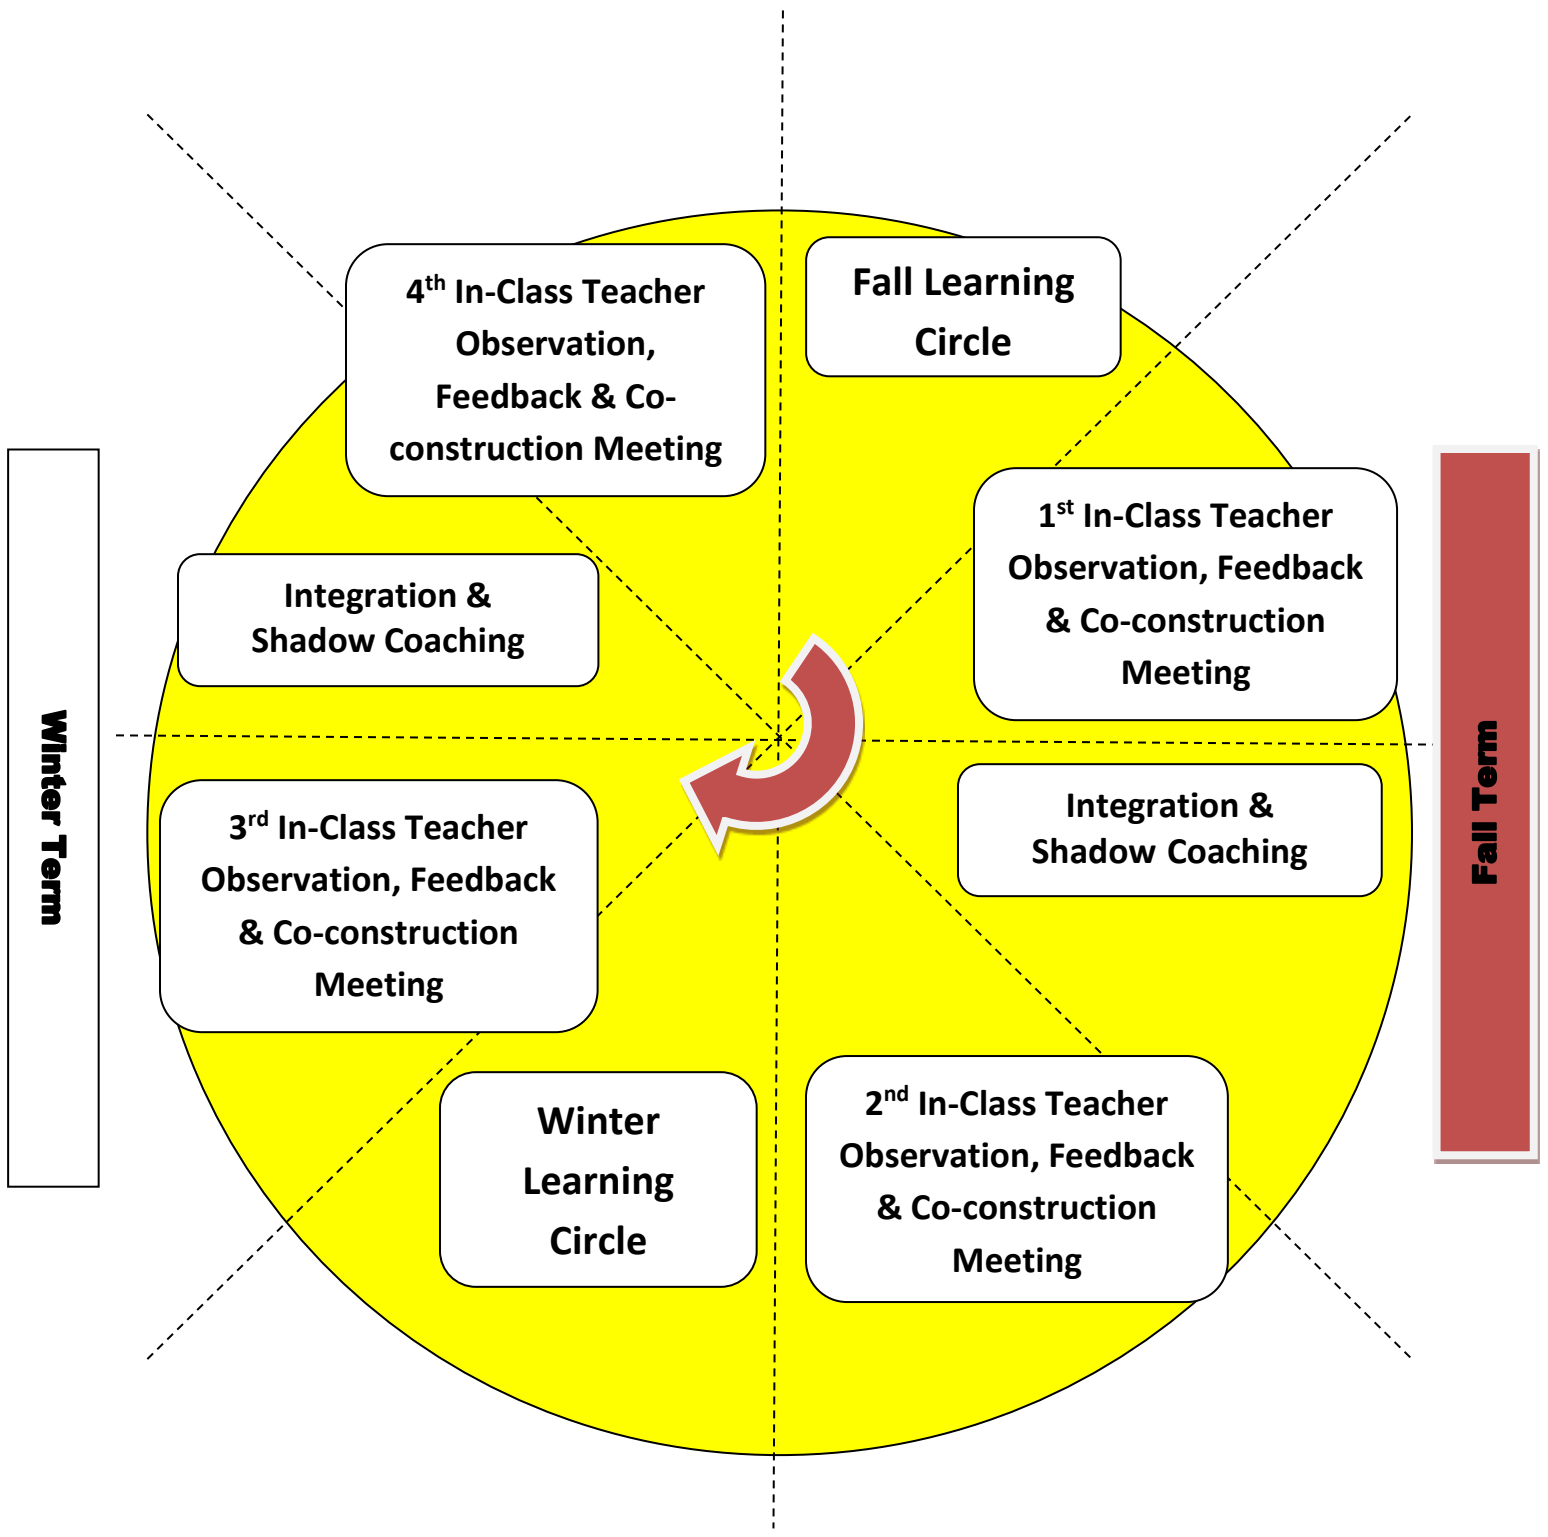 4th In-Class Teacher
Observation,
Feedback & Co-
construction Meeting
Fall Learning
Circle
1st In-Class Teacher
Observation, Feedback
& Co-construction
Meeting
Integration &
Shadow Coaching
Integration &
Shadow Coaching
3rd In-Class Teacher
Observation, Feedback
& Co-construction
Meeting
Winter
Learning
Circle
2nd In-Class Teacher
Observation, Feedback
& Co-construction
Meeting
Winter Term
Fall Term